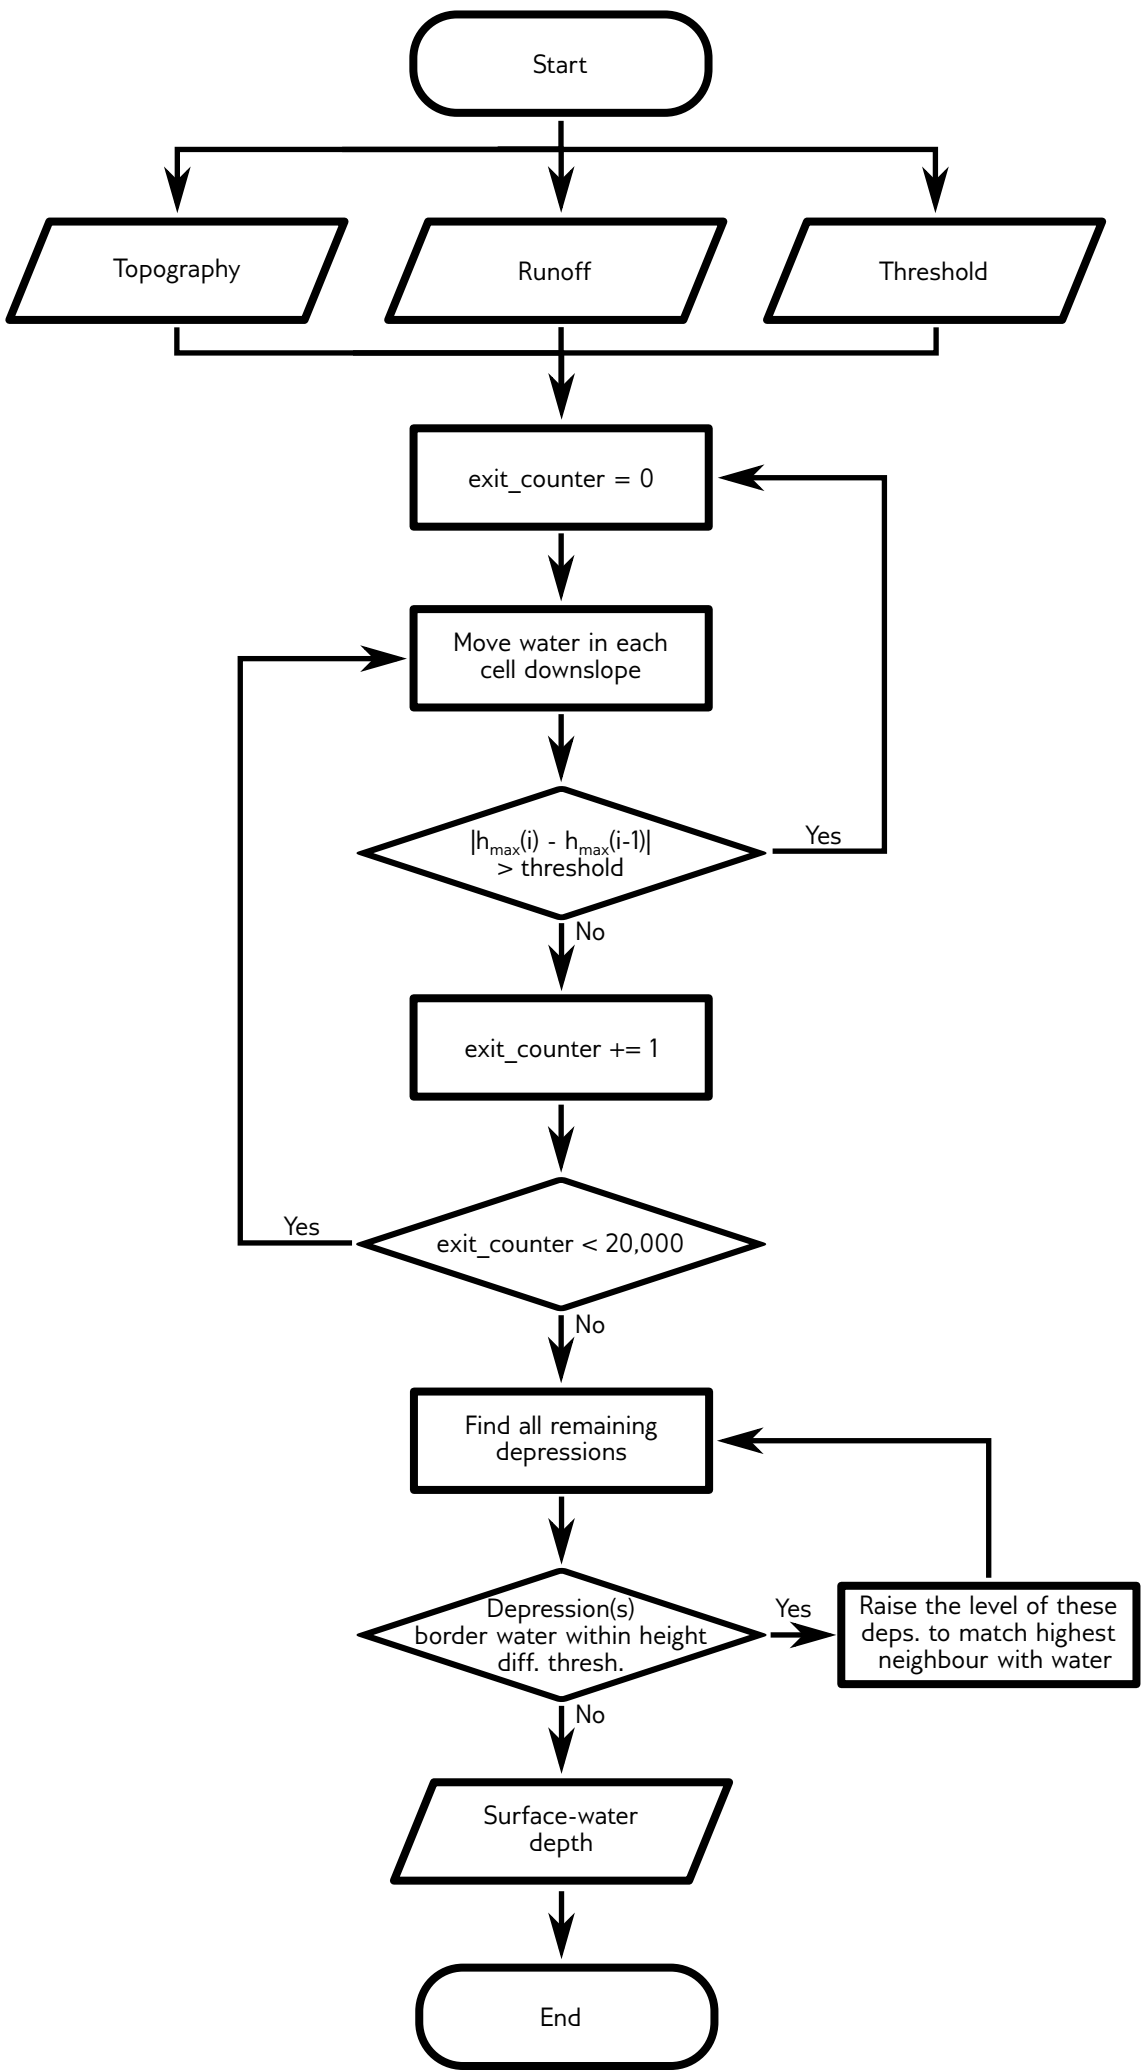 Start
Topography
Runoff
Threshold
exit_counter = 0
Move water in each
cell downslope
|hmax(i) - hmax(i-1)|
> threshold
Yes
No
exit_counter += 1
exit_counter < 20,000
Yes
No
Find all remaining
depressions
Depression(s)
border water within height
diff. thresh.
Yes
Raise the level of these
deps. to match highest
neighbour with water
No
Surface-water
depth
End